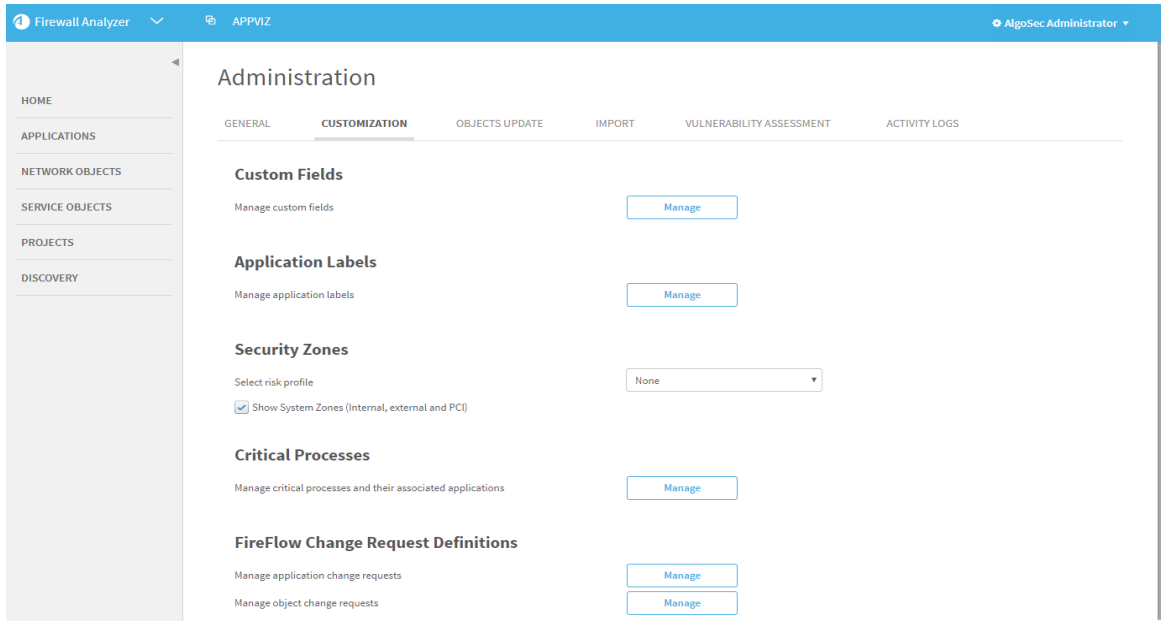 Firewall Analyzer
APPVIZ
AlgoSec Administrator
HOME
APPLICATIONS
NETWORK OBJECTS
SERVICE OBJECTS
PROJECTS
DISCOVERY
Administration
GENERAL CUSTOMIZATION OBJECTS UPDATE IMPORT VULNERABILITY ASSESSMENT ACTIVITY LOGS
Custom Fields
Manage custom fields Manage
Application Labels
Manage application labels Manage
Security Zones
Select risk profile None
Show System Zones (Internal, external and PCI)
Critical Processes
Manage critical processes and their associated applications Manage
FireFlow Change Request Definitions
Manage application change requests Manage
Manage object change requests Manage